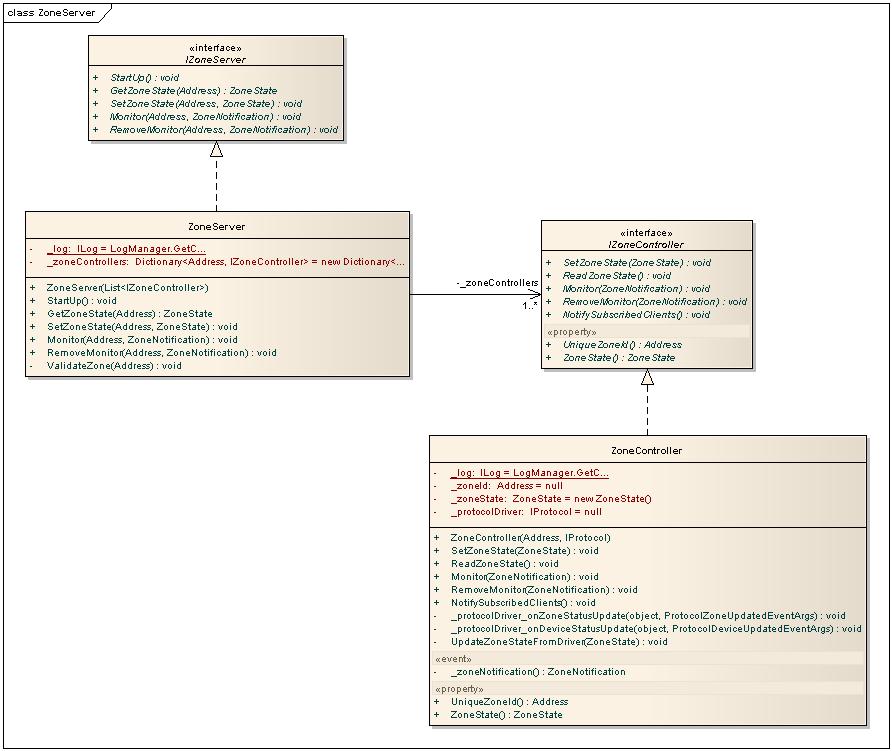 class ZoneServer
«interface»
IZoneServer
+ StartUp() : void
+ GetZoneState(Address) : ZoneState
+ SetZoneState(Address, ZoneState) : void
+ Monitor(Address, ZoneNotification) : void
+ RemoveMonitor(Address, ZoneNotification) : void
ZoneServer
- _log: ILog = LogManager.GetC...
- _zoneControllers: Dictionary<Address, IZoneController> = new Dictionary<...
+ ZoneServer(List<IZoneController>)
+ StartUp() : void
+ GetZoneState(Address) : ZoneState
+ SetZoneState(Address, ZoneState) : void
+ Monitor(Address, ZoneNotification) : void
+ RemoveMonitor(Address, ZoneNotification) : void
- ValidateZone(Address) : void
-_zoneControllers
1..*
«interface»
IZoneController
+ SetZoneState(ZoneState) : void
+ ReadZoneState() : void
+ Monitor(ZoneNotification) : void
+ RemoveMonitor(ZoneNotification) : void
+ NotifySubscribedClients() : void
«property»
+ UniqueZoneId() : Address
+ ZoneState() : ZoneState
ZoneController
- _log: ILog = LogManager.GetC...
- _zoneId: Address = null
- _zoneState: ZoneState = new ZoneState()
- _protocolDriver: IProtocol = null
+ ZoneController(Address, IProtocol)
+ SetZoneState(ZoneState) : void
+ ReadZoneState() : void
+ Monitor(ZoneNotification) : void
+ RemoveMonitor(ZoneNotification) : void
+ NotifySubscribedClients() : void
- _protocolDriver_onZoneStatusUpdate(object, ProtocolZoneUpdatedEventArgs) : void
- _protocolDriver_onDeviceStatusUpdate(object, ProtocolDeviceUpdatedEventArgs) : void
- UpdateZoneStateFromDriver(ZoneState) : void
«event»
- _zoneNotification() : ZoneNotification
«property»
+ UniqueZoneId() : Address
+ ZoneState() : ZoneState